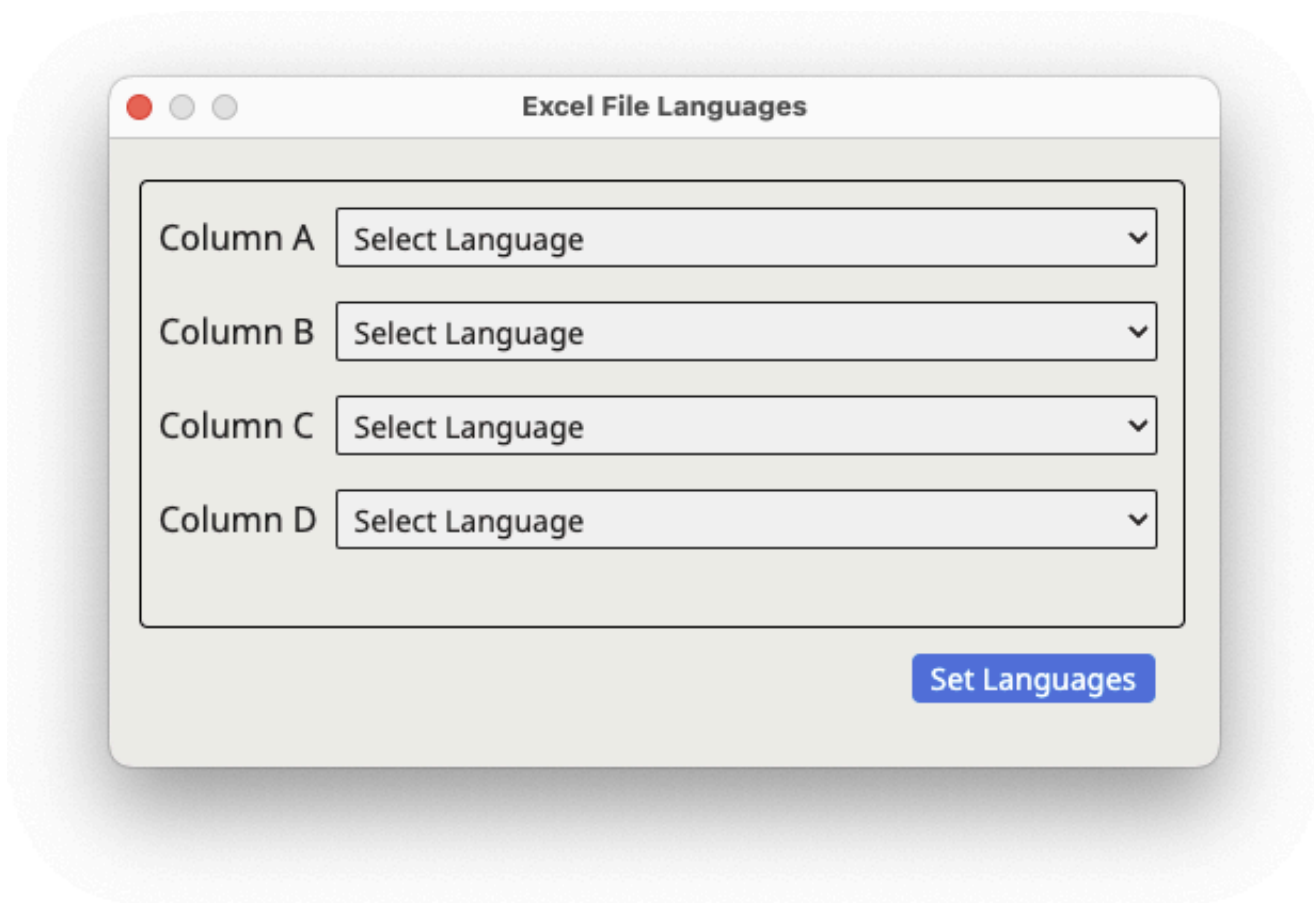 Excel File Languages
Column A Select Language
Column B Select Language
Column C Select Language
Column D Select Language
Set Languages